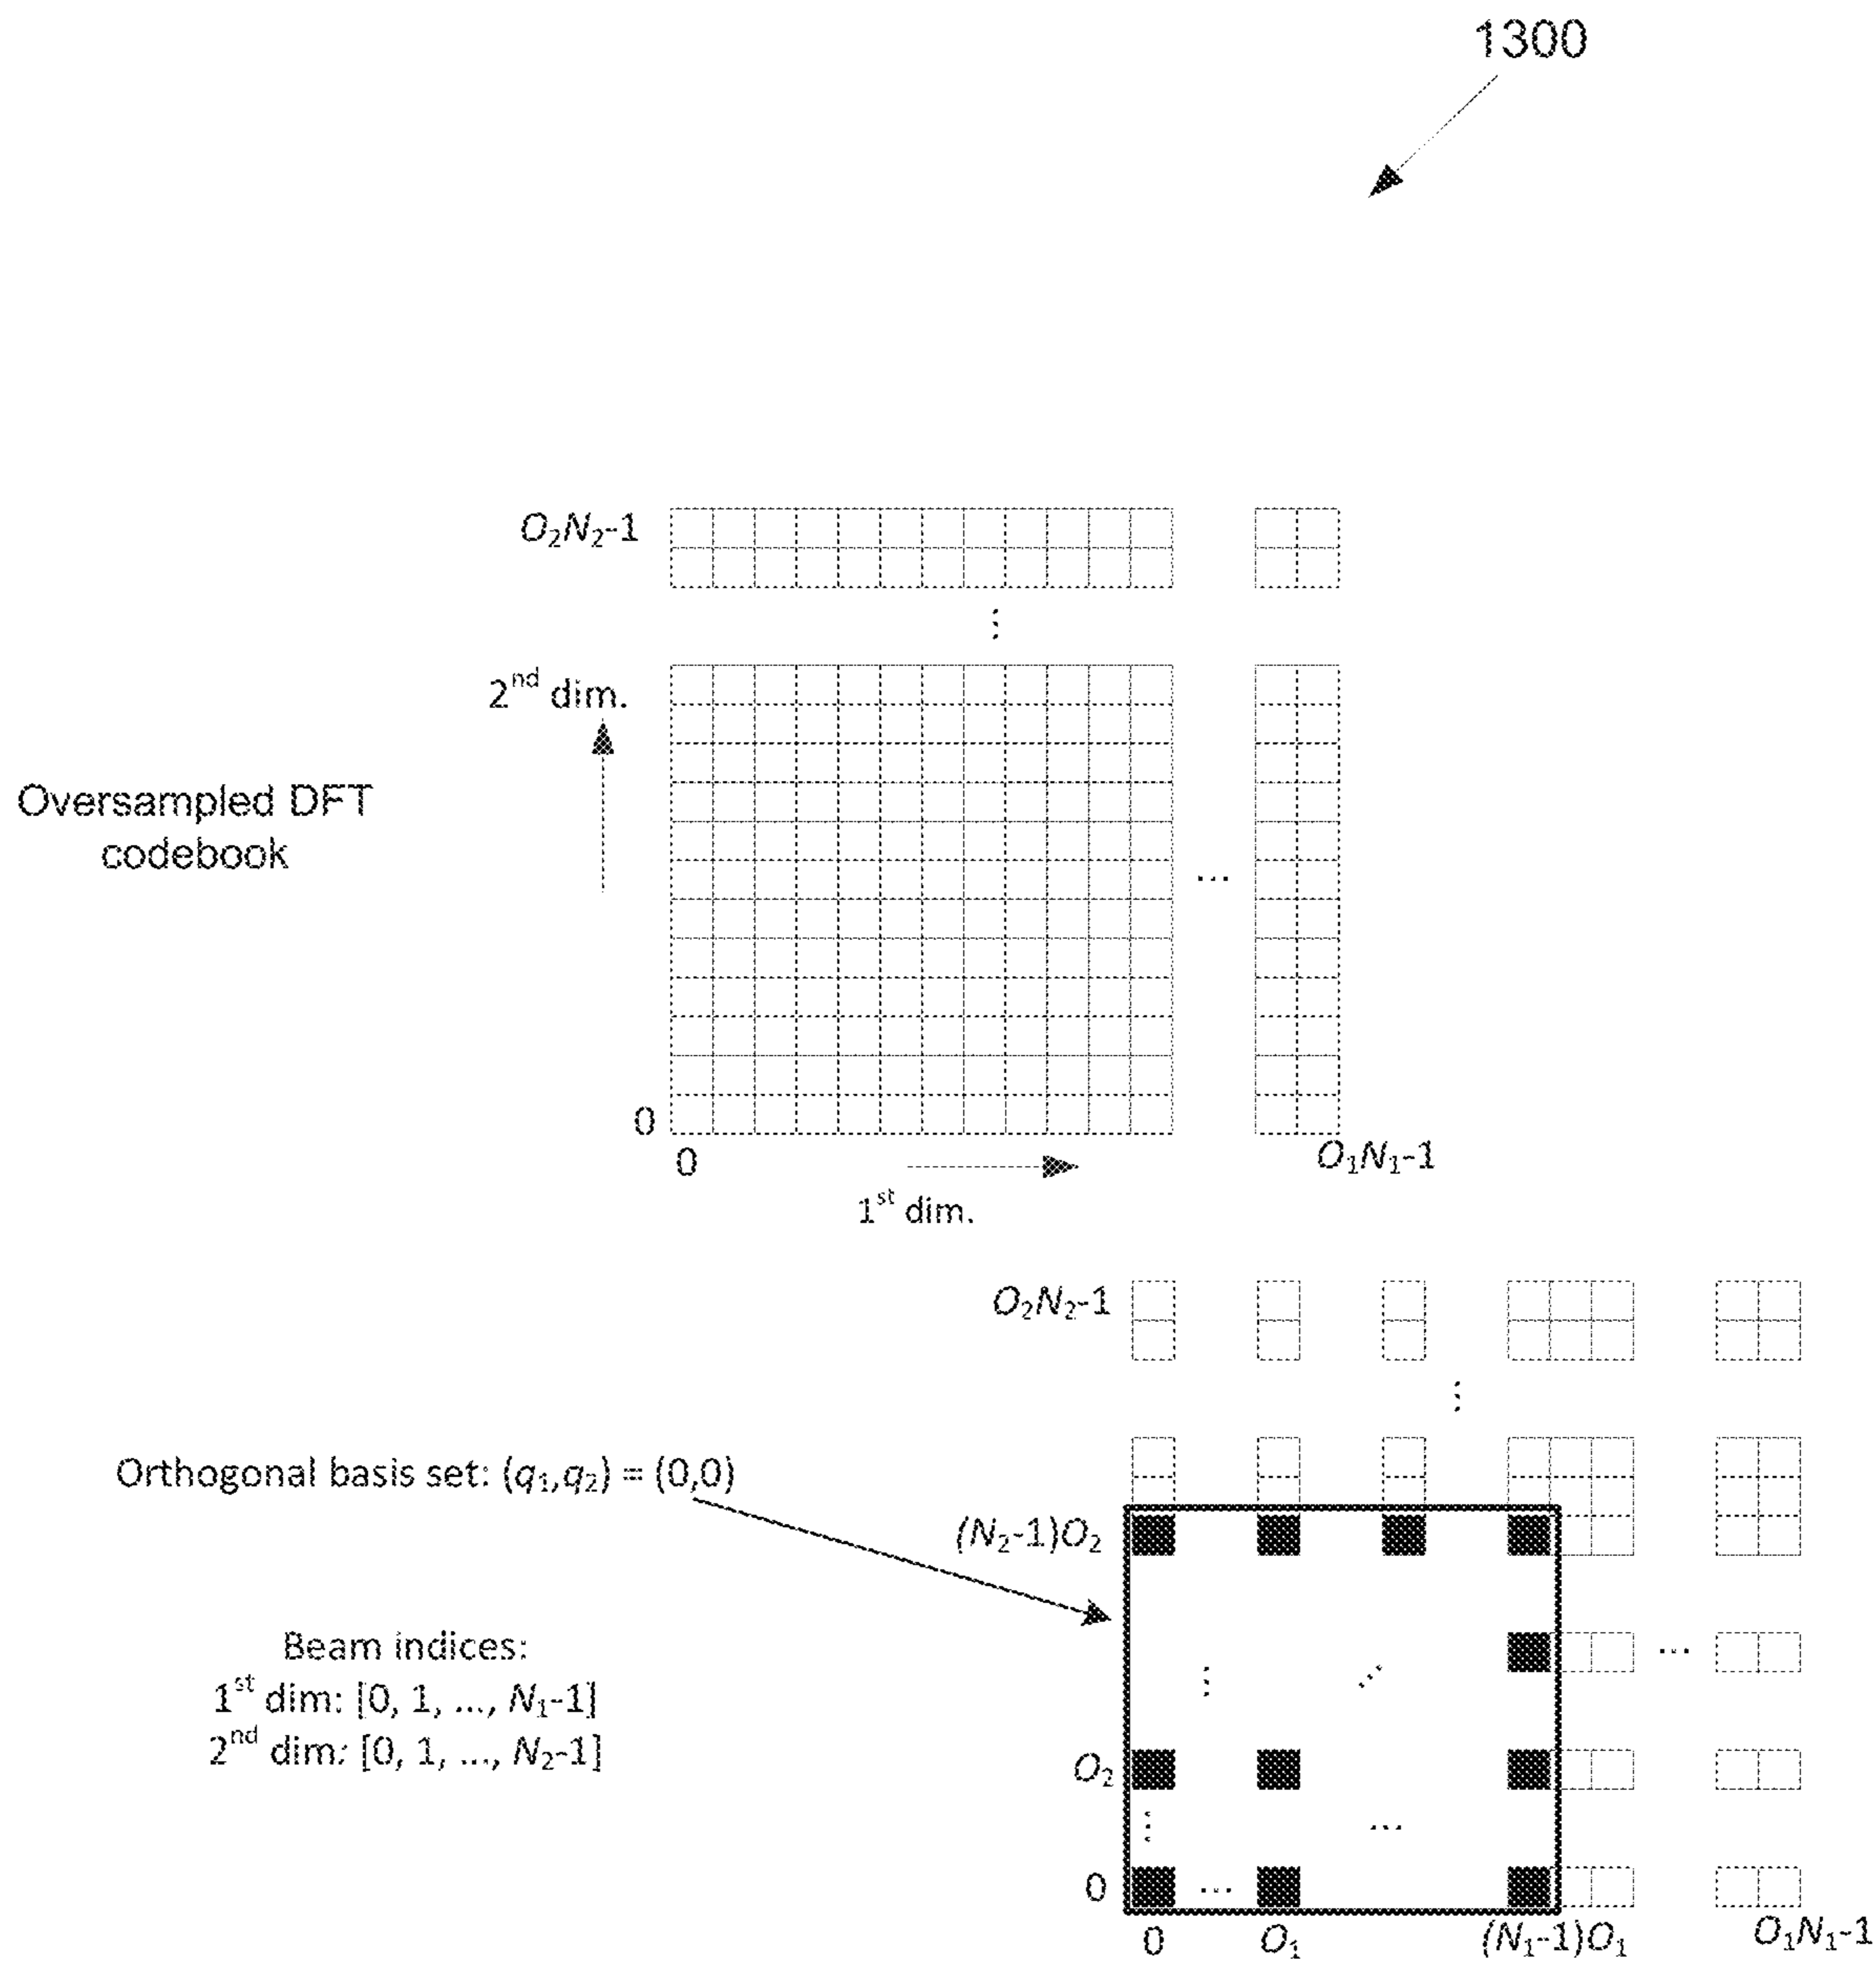 1300
O₂N₂-1
⋮
2ⁿᵈ dim.
Oversampled DFT
codebook
...
0
0
O₁N₁-1
1ˢᵗ dim.
O₂N₂-1
⋮
Orthogonal basis set: (q₁,q₂) = (0,0)
(N₂-1)O₂
...
Beam indices:
1ˢᵗ dim: [0, 1, ..., N₁-1]
2ⁿᵈ dim: [0, 1, ..., N₂-1]
⋮
⋰
O₂
⋮
...
0
...
0
O₁
(N₁-1)O₁
O₁N₁-1